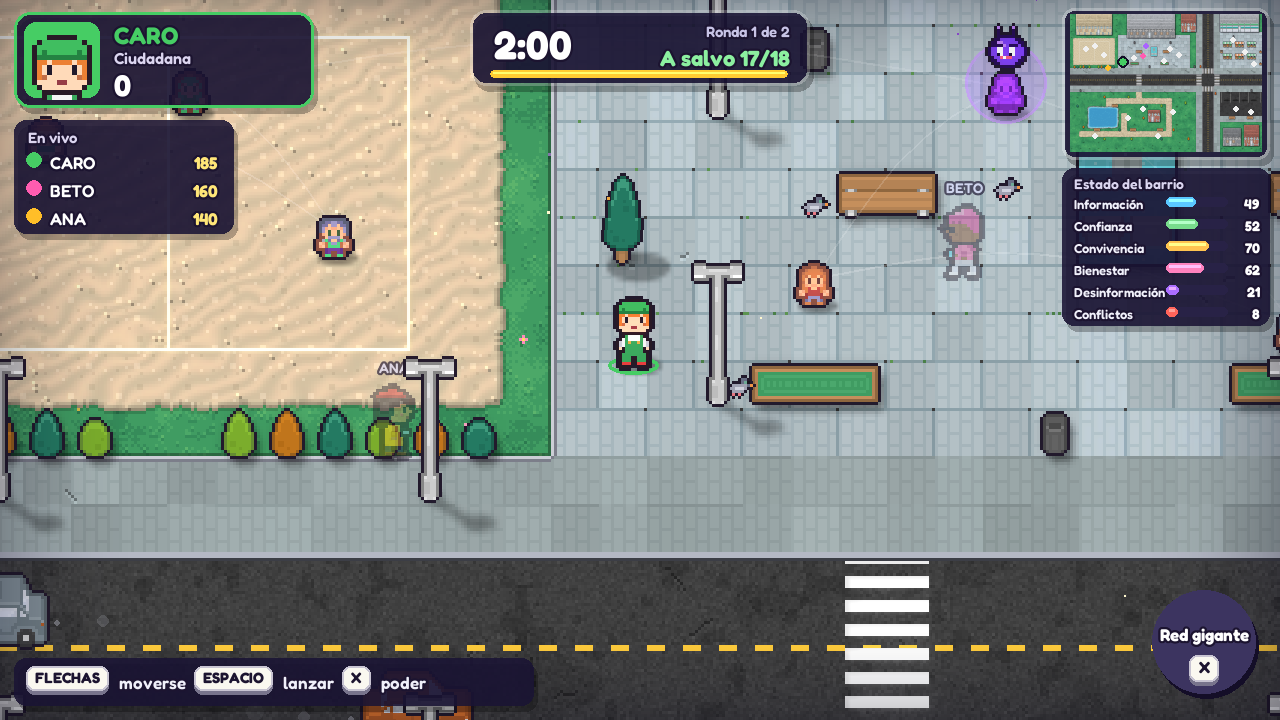 CARO
Ciudadana
0
2:00
Ronda 1 de 2
A salvo 17/18
En vivo
CARO 185
BETO 160
ANA 140
Estado del barrio
Información 49
Confianza 52
Convivencia 70
Bienestar 62
Desinformación 21
Conflictos 8
BETO
ANA
Red gigante
X
FLECHAS moverse ESPACIO lanzar X poder